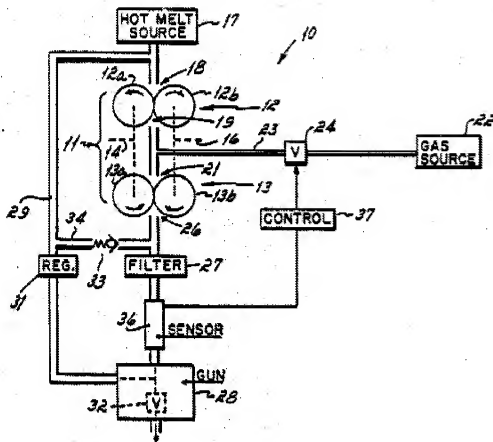 HOT MELT
SOURCE
17
10
12a
18
12b
12
19
11
14
16
23
24
V
22
GAS
SOURCE
13a
21
13
13b
29
26
CONTROL
37
34
33
REG.
31
FILTER
27
36
SENSOR
GUN
32
V
28